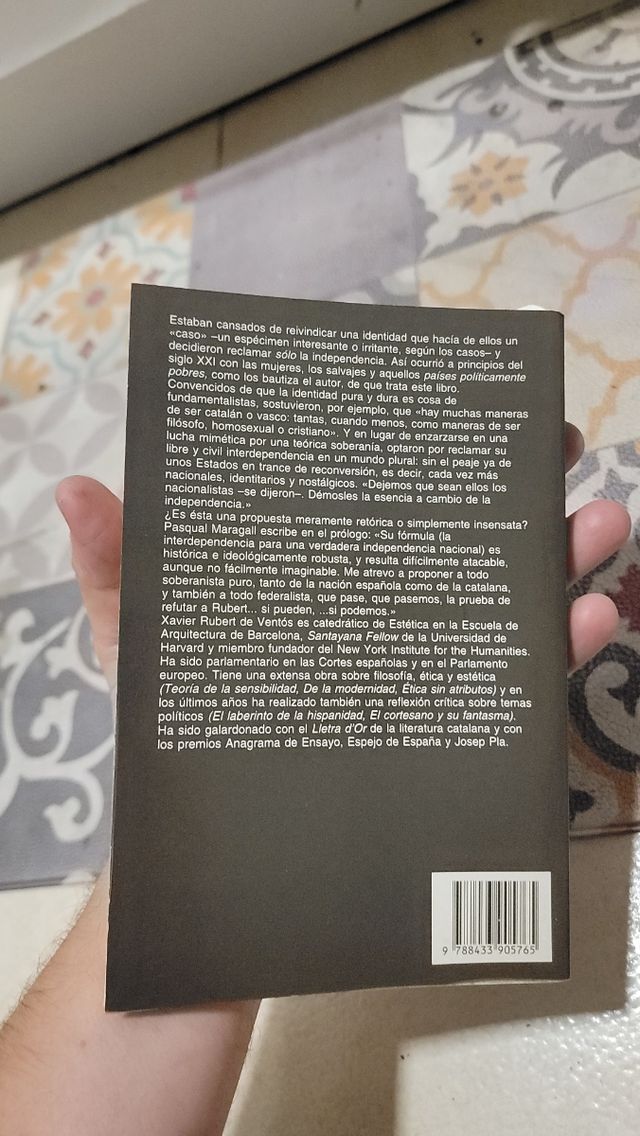 Estaban cansados de reivindicar una identidad que hacía de ellos un
«caso» –un espécimen interesante o irritante, según los casos– y
decidieron reclamar sólo la independencia. Así ocurrió a principios del
siglo XXI con las mujeres, los salvajes y aquellos países políticamente
pobres, como los bautiza el autor, de que trata este libro.
Convencidos de que la identidad pura y dura es cosa de
fundamentalistas, sostuvieron, por ejemplo, que «hay muchas maneras
de ser catalán o vasco: tantas, cuando menos, como maneras de ser
filósofo, homosexual o cristiano». Y en lugar de enzarzarse en una
lucha mimética por una teórica soberanía, optaron por reclamar su
libre y civil interdependencia en un mundo plural: sin el peaje ya de
unos Estados en trance de reconversión, es decir, cada vez más
nacionales, identitarios y nostálgicos. «Dejemos que sean ellos los
nacionalistas –se dijeron–. Démosles la esencia a cambio de la
independencia.»
¿Es ésta una propuesta meramente retórica o simplemente insensata?
Pasqual Maragall escribe en el prólogo: «Su fórmula (la
interdependencia para una verdadera independencia nacional) es
histórica e ideológicamente robusta, y resulta difícilmente atacable,
aunque no fácilmente imaginable. Me atrevo a proponer a todo
soberanista puro, tanto de la nación española como de la catalana,
y también a todo federalista, que pase, que pasemos, la prueba de
refutar a Rubert... si pueden, ...si podemos.»
Xavier Rubert de Ventós es catedrático de Estética en la Escuela de
Arquitectura de Barcelona, Santayana Fellow de la Universidad de
Harvard y miembro fundador del New York Institute for the Humanities.
Ha sido parlamentario en las Cortes españolas y en el Parlamento
europeo. Tiene una extensa obra sobre filosofía, ética y estética
(Teoría de la sensibilidad, De la modernidad, Ética sin atributos) y en
los últimos años ha realizado también una reflexión crítica sobre temas
políticos (El laberinto de la hispanidad, El cortesano y su fantasma).
Ha sido galardonado con el Lletra d'Or de la literatura catalana y con
los premios Anagrama de Ensayo, Espejo de España y Josep Pla.
9 788433 905765